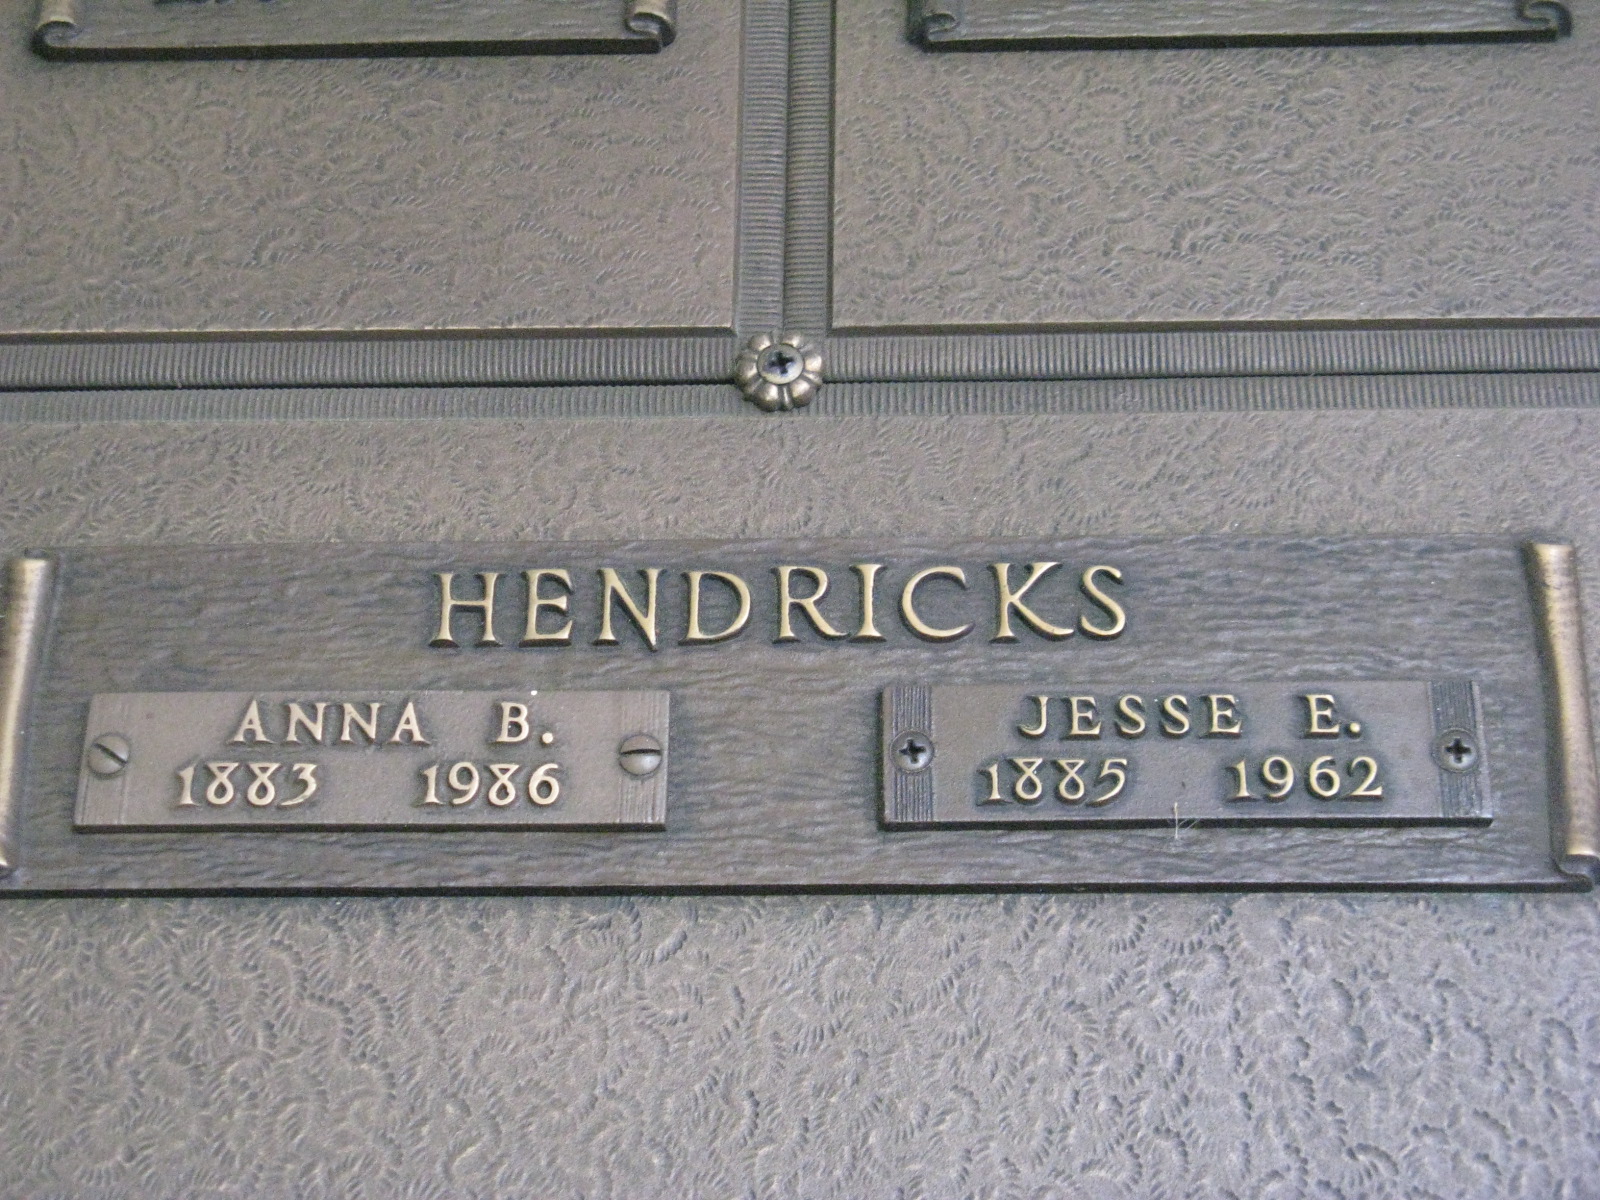 HENDRICKS
ANNA B.
1883 1986
JESSE E.
1885 1962